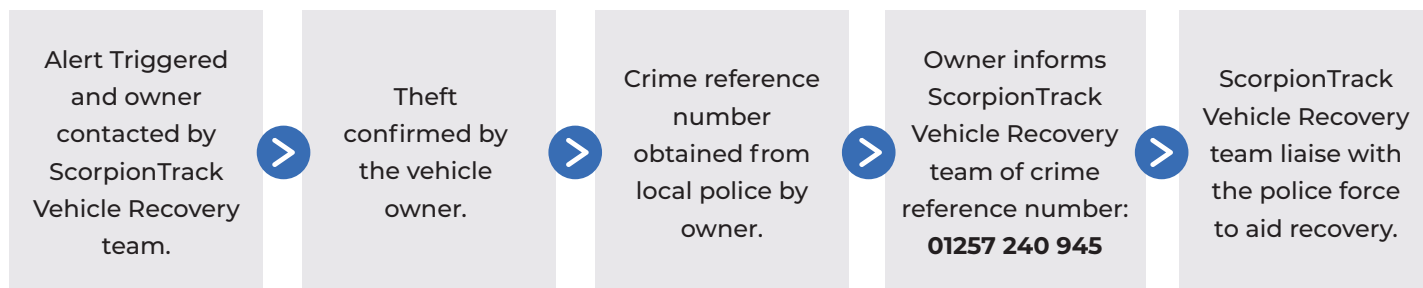 Alert Triggered
and owner
contacted by
ScorpionTrack
Vehicle Recovery
team.
Theft
confirmed by
the vehicle
owner.
Crime reference
number
obtained from
local police by
owner.
Owner informs
ScorpionTrack
Vehicle Recovery
team of crime
reference number:
01257 240 945
ScorpionTrack
Vehicle Recovery
team liaise with
the police force
to aid recovery.